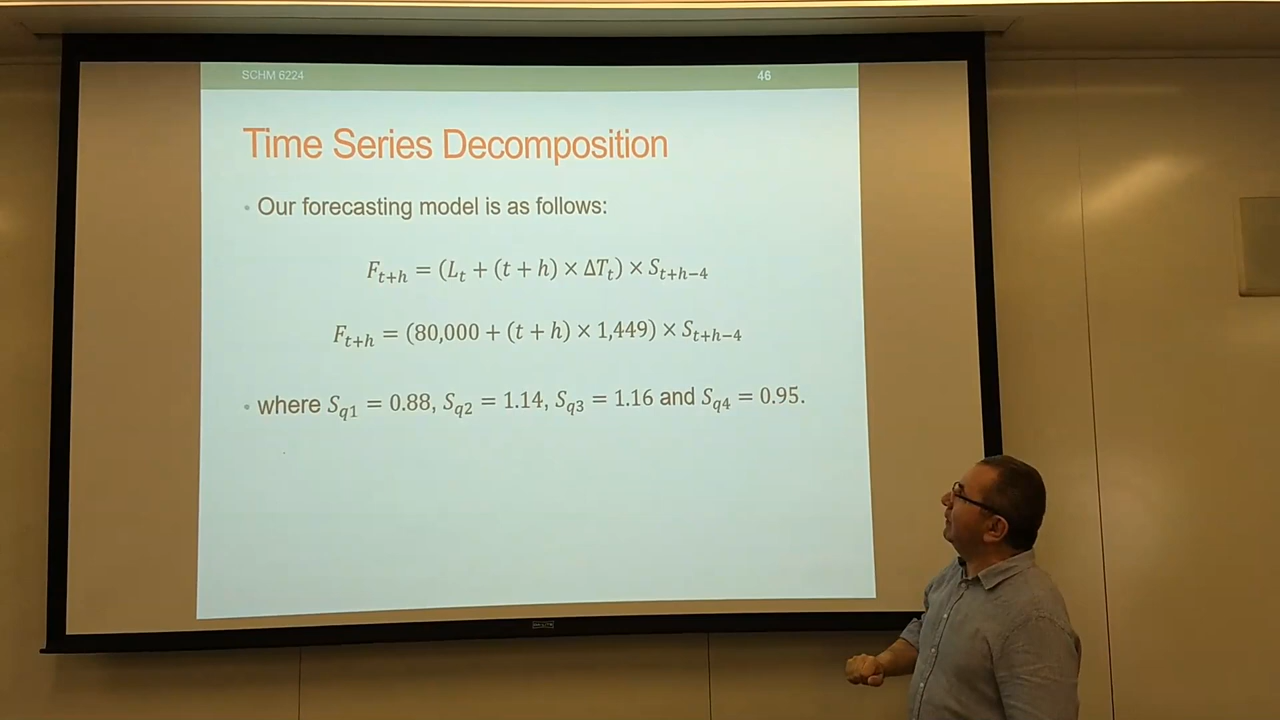 SCHM 6224 46
Time Series Decomposition
• Our forecasting model is as follows:
F_{t+h} = (L_t + (t + h) × ΔT_t) × S_{t+h−4}
F_{t+h} = (80,000 + (t + h) × 1,449) × S_{t+h−4}
• where S_{q1} = 0.88, S_{q2} = 1.14, S_{q3} = 1.16 and S_{q4} = 0.95.